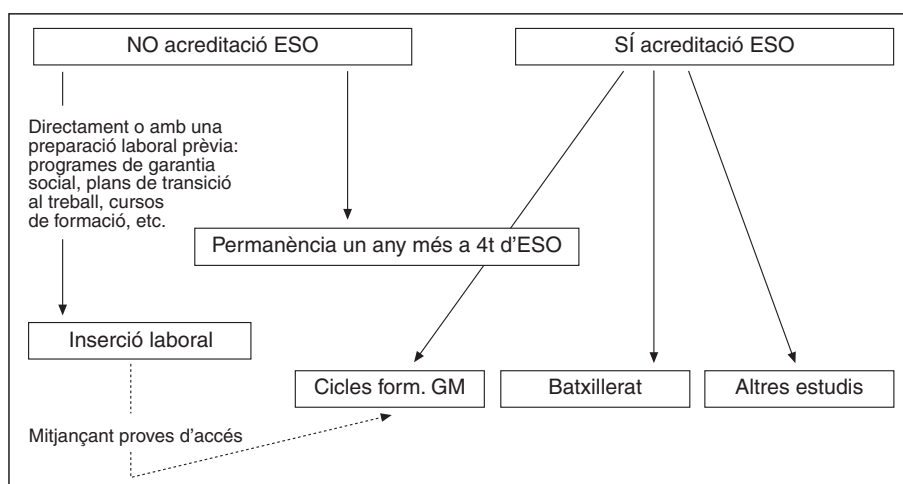 NO acreditació ESO
SÍ acreditació ESO
Directament o amb una
preparació laboral prèvia:
programes de garantia
social, plans de transició
al treball, cursos
de formació, etc.
Permanència un any més a 4t d’ESO
Inserció laboral
Cicles form. GM
Batxillerat
Altres estudis
Mitjançant proves d’accés